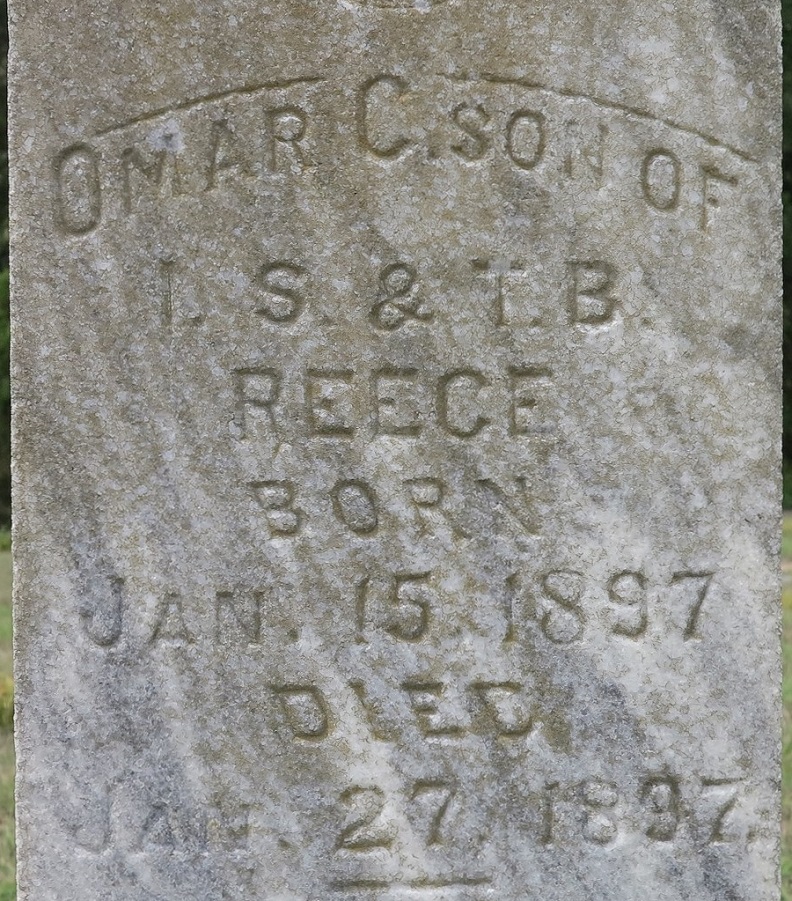 OMAR C. SON OF
I. S. & T. B.
REECE
BORN
JAN. 15. 1897
DIED
JAN. 27. 1897.